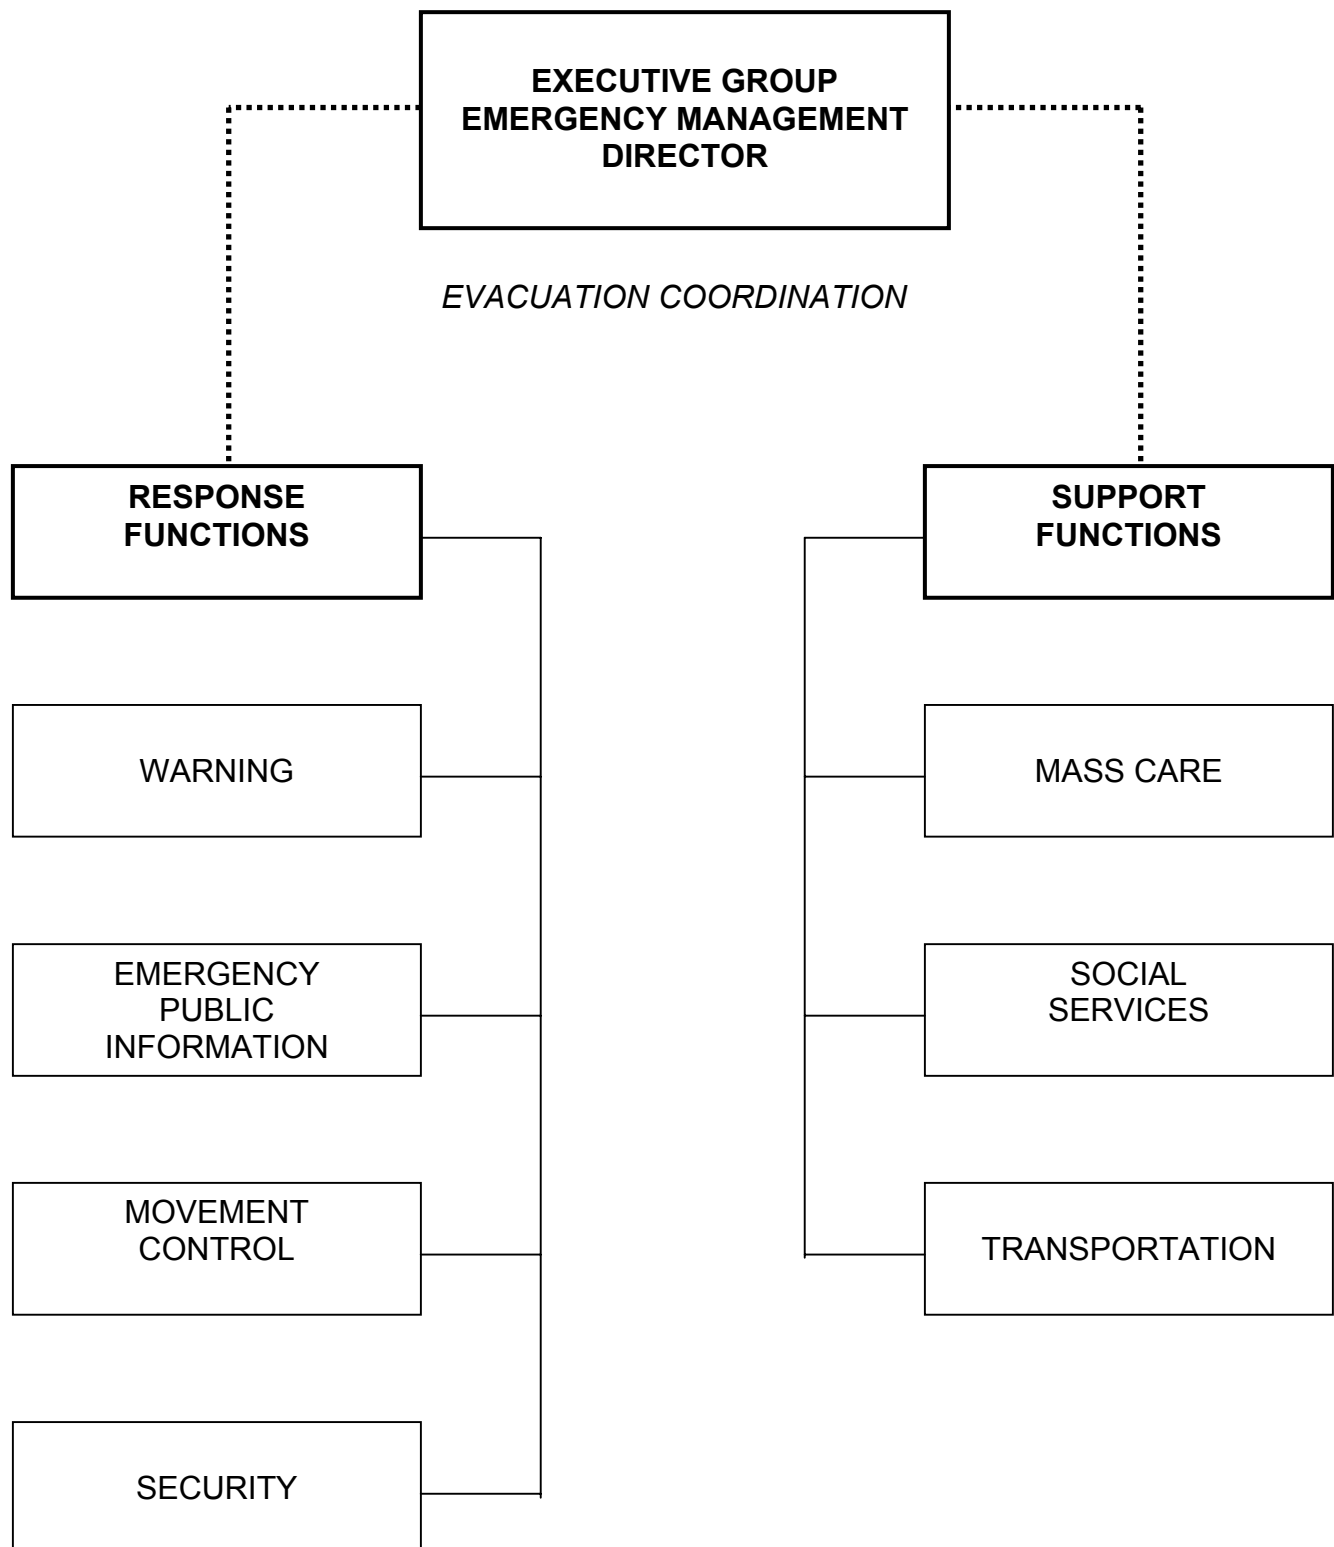 EXECUTIVE GROUP
EMERGENCY MANAGEMENT
DIRECTOR
EVACUATION COORDINATION
RESPONSE
FUNCTIONS
SUPPORT
FUNCTIONS
WARNING
MASS CARE
EMERGENCY
PUBLIC
INFORMATION
SOCIAL
SERVICES
MOVEMENT
CONTROL
TRANSPORTATION
SECURITY